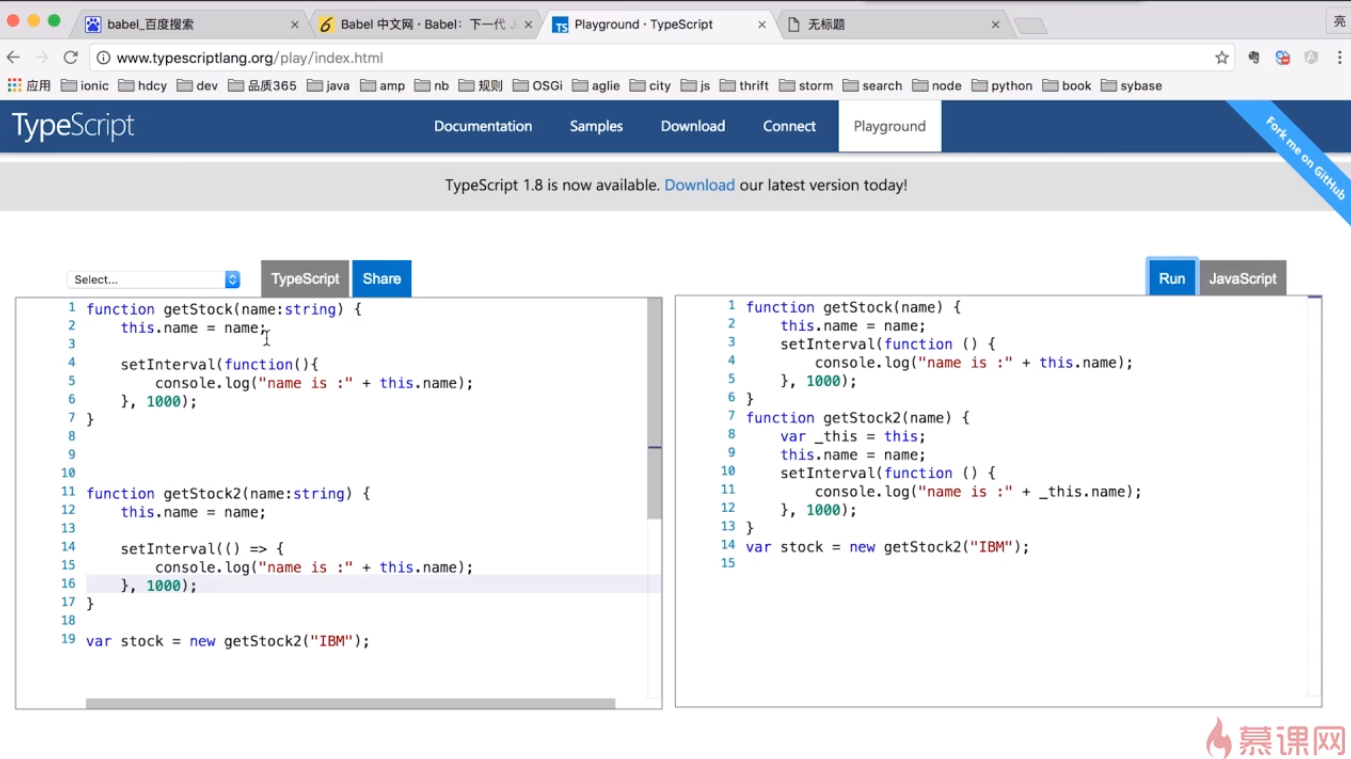 babel_百度搜索
Babel 中文网 · Babel: 下一代 J
Playground · TypeScript
无标题
亮
www.typescriptlang.org/play/index.html
应用 ionic hdcy dev 品质365 java amp nb 规则 OSGi aglie city js thrift storm search node python book sybase
TypeScript
Documentation Samples Download Connect Playground
Fork me on GitHub
TypeScript 1.8 is now available. Download our latest version today!
Select... TypeScript Share
1 function getStock(name:string) {
2 this.name = name;
3
4 setInterval(function(){
5 console.log("name is :" + this.name);
6 }, 1000);
7 }
8
9
10
11 function getStock2(name:string) {
12 this.name = name;
13
14 setInterval(() => {
15 console.log("name is :" + this.name);
16 }, 1000);
17 }
18
19 var stock = new getStock2("IBM");
Run JavaScript
1 function getStock(name) {
2 this.name = name;
3 setInterval(function () {
4 console.log("name is :" + this.name);
5 }, 1000);
6 }
7 function getStock2(name) {
8 var _this = this;
9 this.name = name;
10 setInterval(function () {
11 console.log("name is :" + _this.name);
12 }, 1000);
13 }
14 var stock = new getStock2("IBM");
15
慕课网